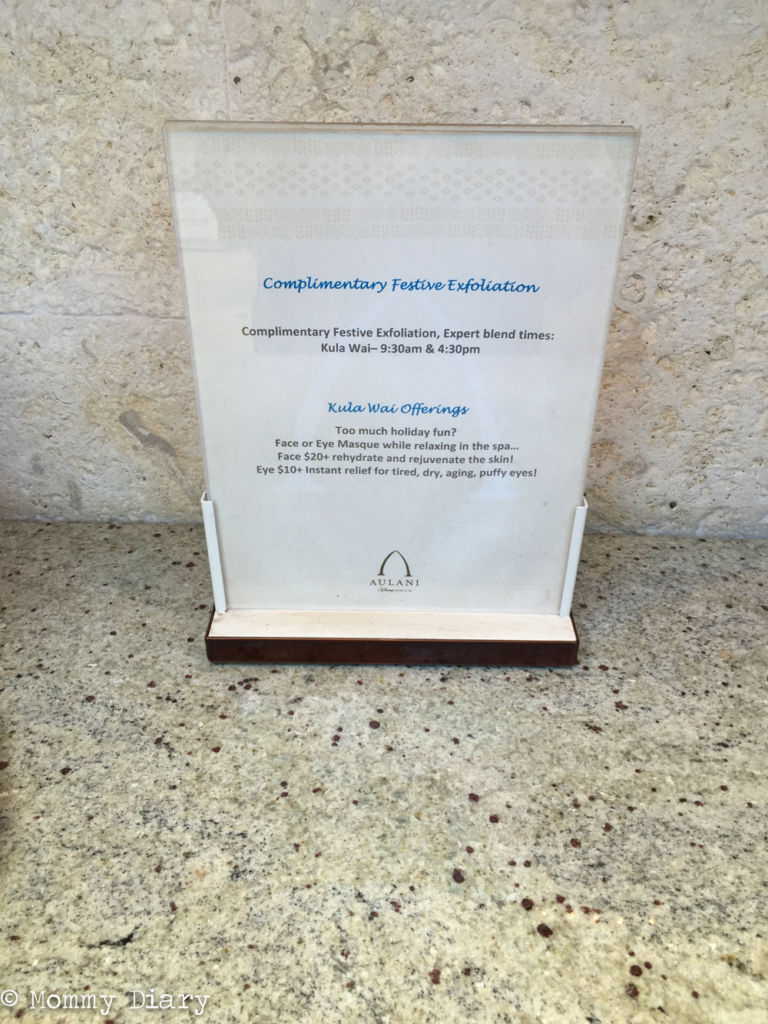 Complimentary Festive Exfoliation
Complimentary Festive Exfoliation, Expert blend times:
Kula Wai– 9:30am & 4:30pm
Kula Wai Offerings
Too much holiday fun?
Face or Eye Masque while relaxing in the spa...
Face $20+ rehydrate and rejuvenate the skin!
Eye $10+ Instant relief for tired, dry, aging, puffy eyes!
AULANI
© Mommy Diary